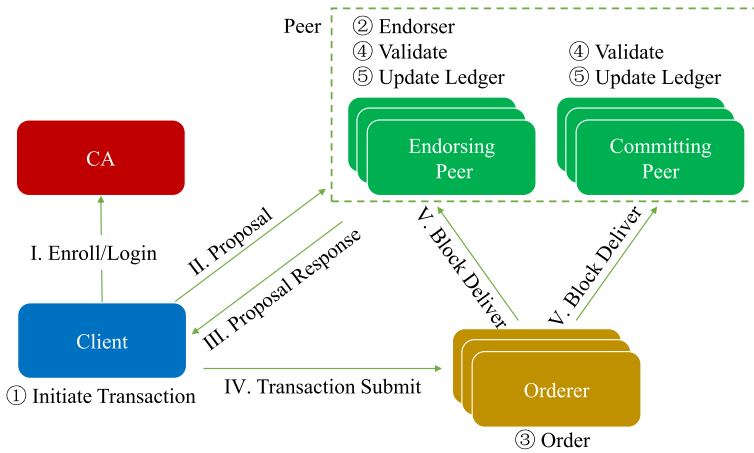 Peer
② Endorser
④ Validate
⑤ Update Ledger
④ Validate
⑤ Update Ledger
Endorsing
Peer
Committing
Peer
CA
I. Enroll/Login
II. Proposal
III. Proposal Response
V. Block Deliver
V. Block Deliver
Client
① Initiate Transaction
IV. Transaction Submit
Orderer
③ Order